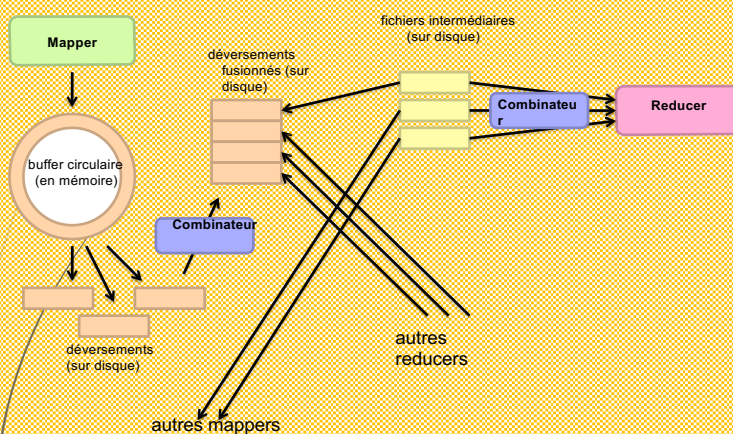 fichiers intermédiaires
(sur disque)
Mapper
déversements
fusionnés (sur
disque)
Combinateu
r
Reducer
buffer circulaire
(en mémoire)
Combinateur
déversements
(sur disque)
autres
reducers
autres mappers